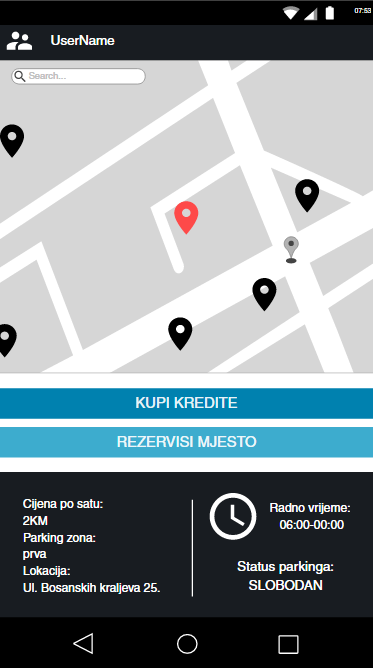 07:53
UserName
Search...
KUPI KREDITE
REZERVISI MJESTO
Cijena po satu:
2KM
Parking zona:
prva
Lokacija:
Ul. Bosanskih kraljeva 25.
Radno vrijeme:
06:00-00:00
Status parkinga:
SLOBODAN